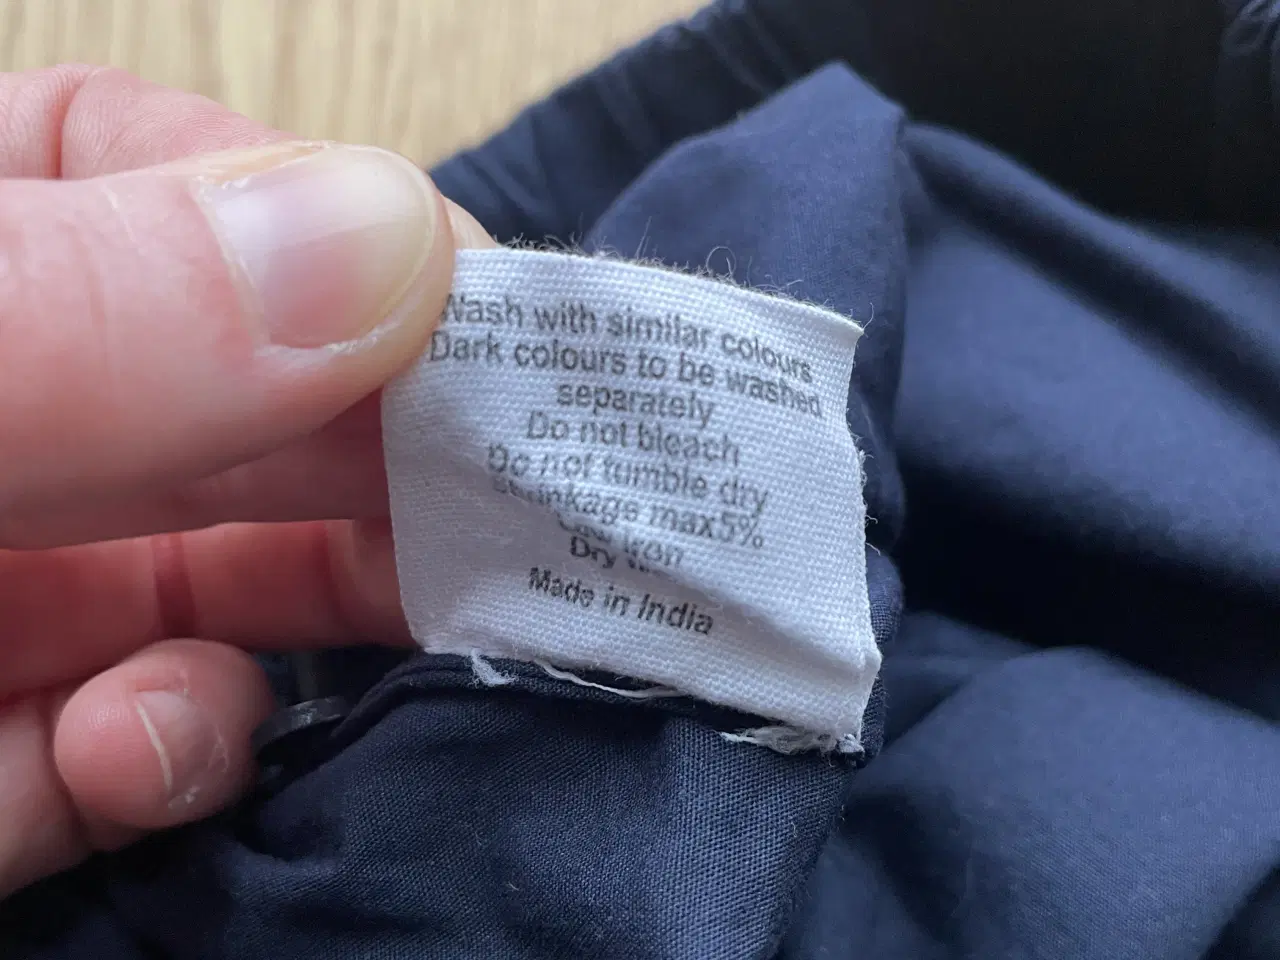 Wash with similar colours
Dark colours to be washed
separately
Do not bleach
Do not tumble dry
Shrinkage max5%
iron
Dry
Made in India